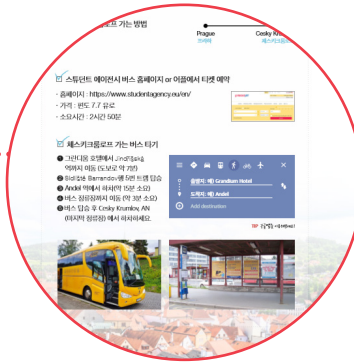 로프 가는 방법
Prague
프라하
Cesky Kru
체스키크룸로
스튜던트 에이전시 버스 홈페이지 or 어플에서 티켓 예약
· 홈페이지 : https://www.studentagency.eu/en/
· 가격 : 편도 7.7 유로
· 소요시간 : 2시간 50분
체스키크룸로프 가는 버스 타기
❶ 그란디움 호텔에서 Jindřišská
역까지 이동 (도보로 약 7분)
❷ Sídliště Barrandov행 5번 트램 탑승
❸ Anděl 역에서 하차(약 15분 소요)
❹ 버스 정류장까지 이동 (약 3분 소요)
❺ 버스 탑승 후 Cesky Krumlov, AN
(마지막 정류장) 에서 하차하세요.
출발지: 예) Grandium Hotel
도착지: 예) Andel
Add destination
TIP